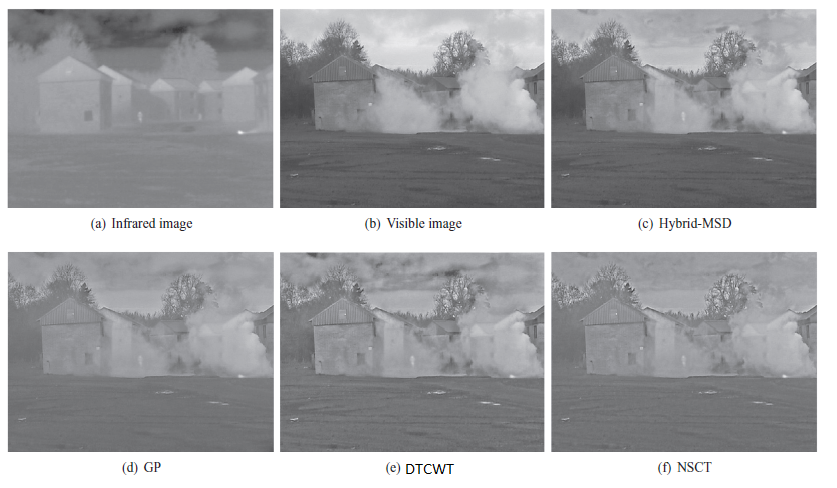 (a) Infrared image
(b) Visible image
(c) Hybrid-MSD
(d) GP
(e) DTCWT
(f) NSCT